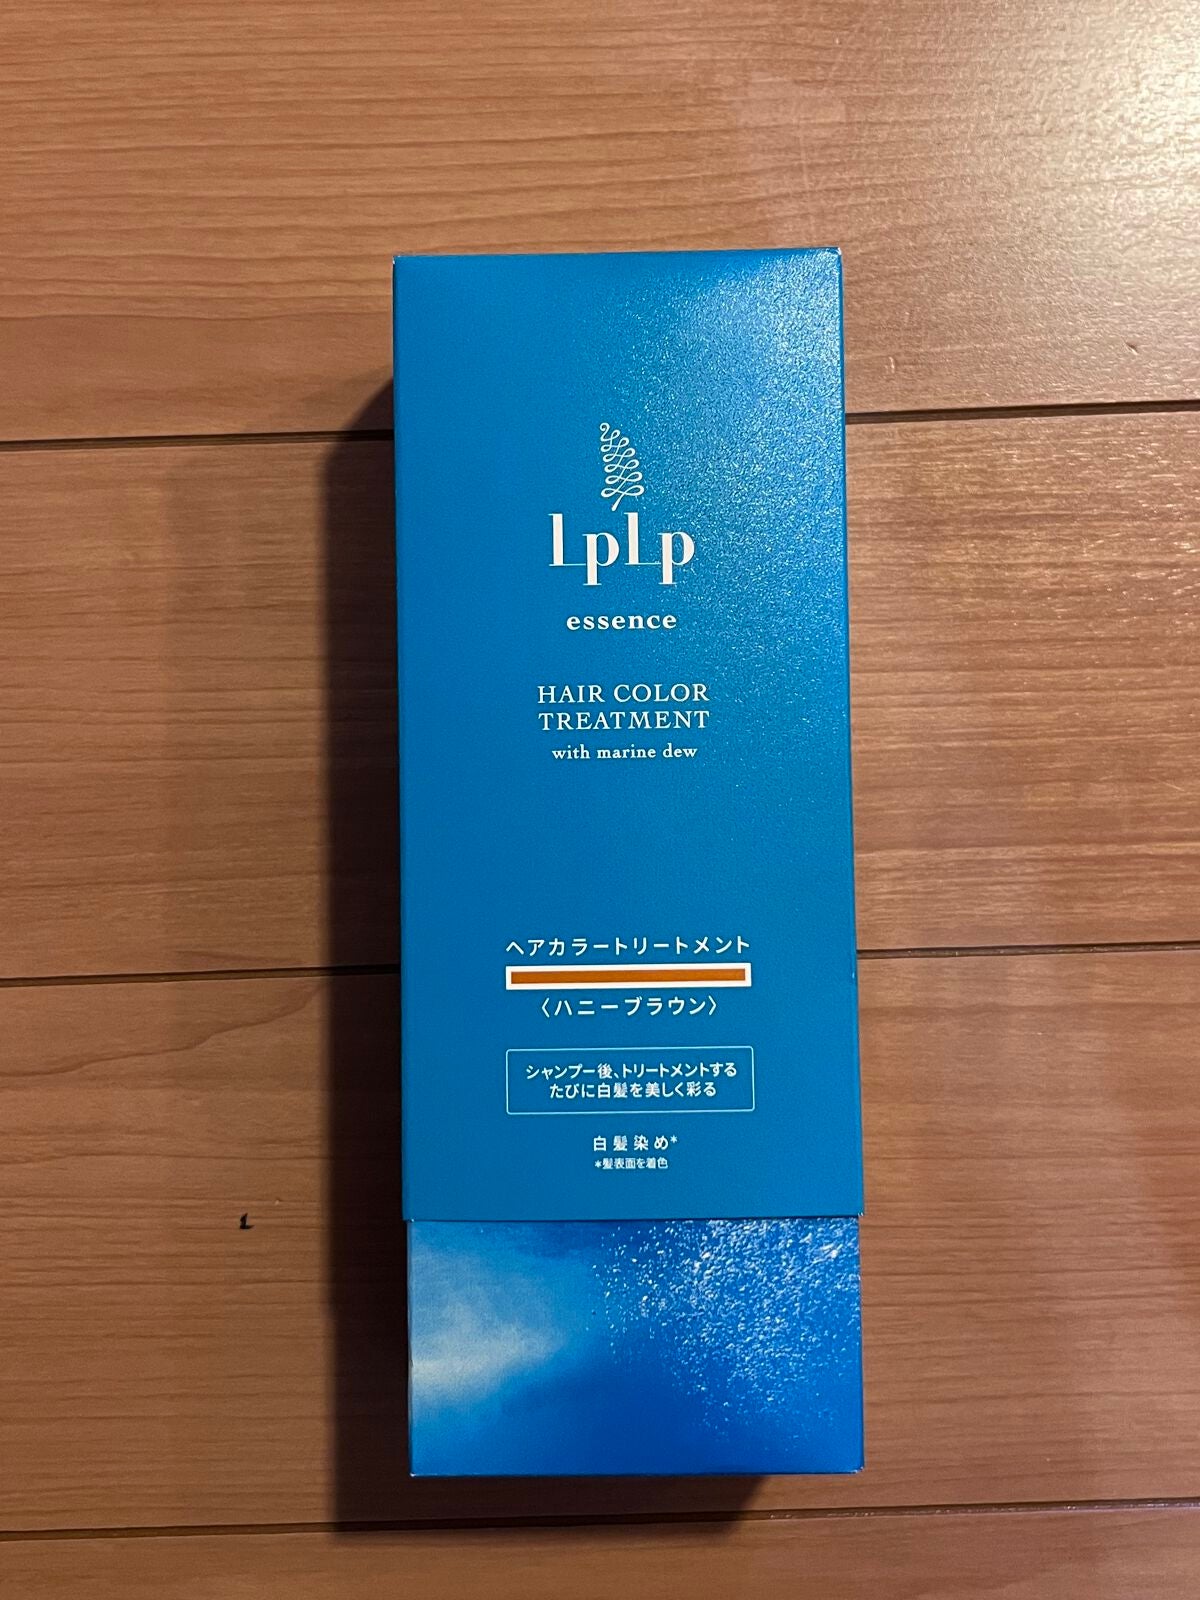 LpLp
essence
HAIR COLOR
TREATMENT
with marine dew
ヘアカラートリートメント
〈ハニーブラウン〉
シャンプー後、トリートメントする
たびに白髪を美しく彩る
白髪染め*
*髪表面を着色